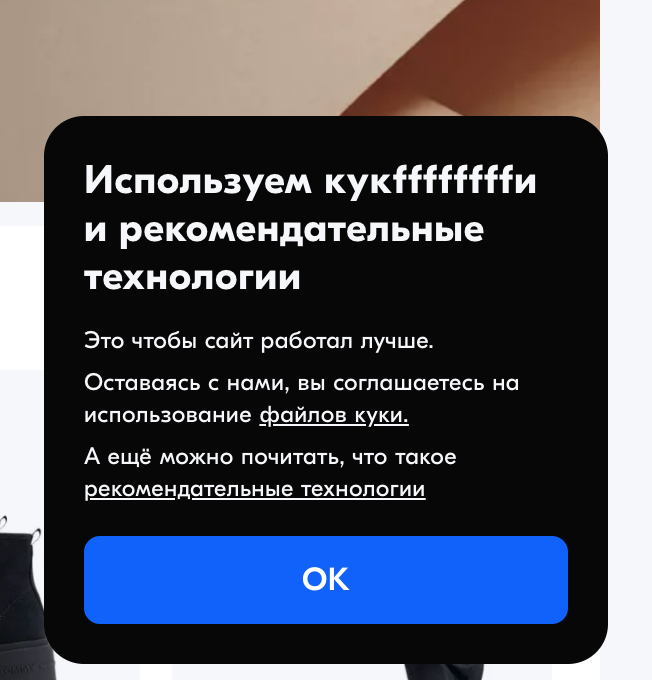 Используем кукffffffffи
и рекомендательные
технологии
Это чтобы сайт работал лучше.
Оставаясь с нами, вы соглашаетесь на
использование файлов куки.
А ещё можно почитать, что такое
рекомендательные технологии
ОК